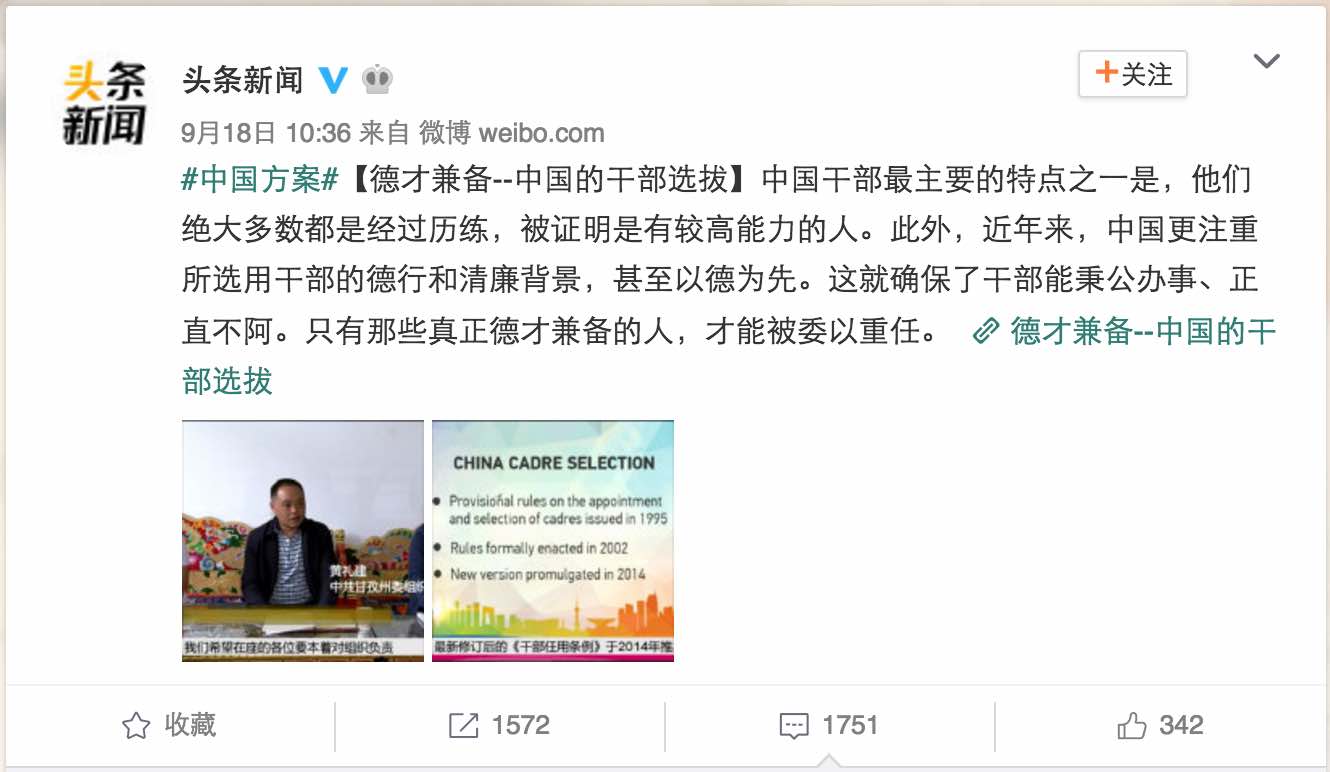 头条
新闻
头条新闻
+关注
9月18日 10:36 来自 微博 weibo.com
#中国方案#【德才兼备--中国的干部选拔】中国干部最主要的特点之一是，他们
绝大多数都是经过历练，被证明是有较高能力的人。此外，近年来，中国更注重
所选用干部的德行和清廉背景，甚至以德为先。这就确保了干部能秉公办事、正
直不阿。只有那些真正德才兼备的人，才能被委以重任。 德才兼备--中国的干
部选拔
黄礼建
中共甘孜州委组织
我们希望在座的各位要本着对组织负责
CHINA CADRE SELECTION
• Provisional rules on the appointment
and selection of cadres issued in 1995
• Rules formally enacted in 2002
• New version promulgated in 2014
最新修订后的《干部任用条例》于2014年推
收藏
1572
1751
342